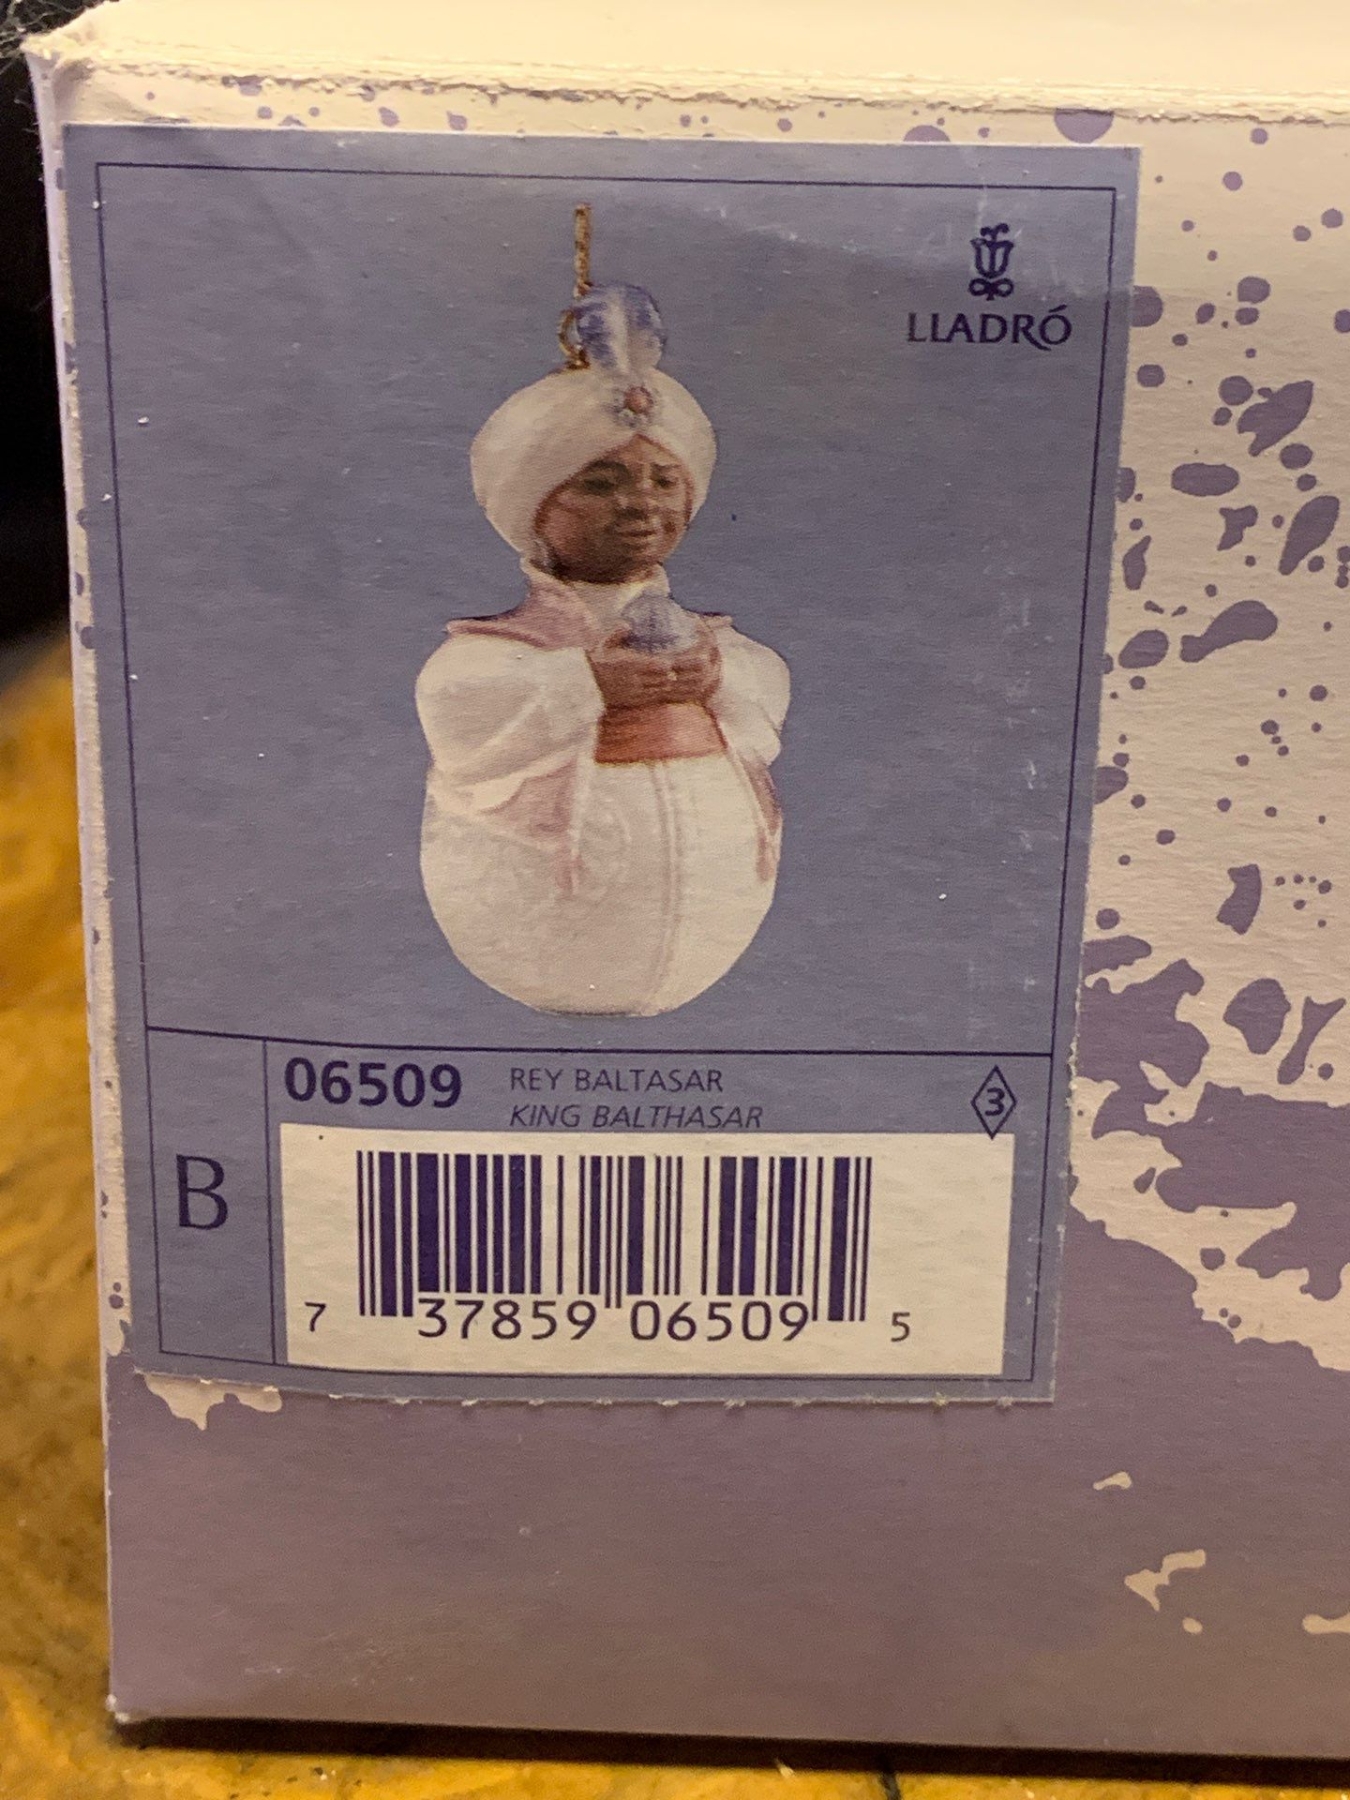 LLADRÓ
06509 REY BALTASAR
KING BALTHASAR
3
B
7 37859 06509 5